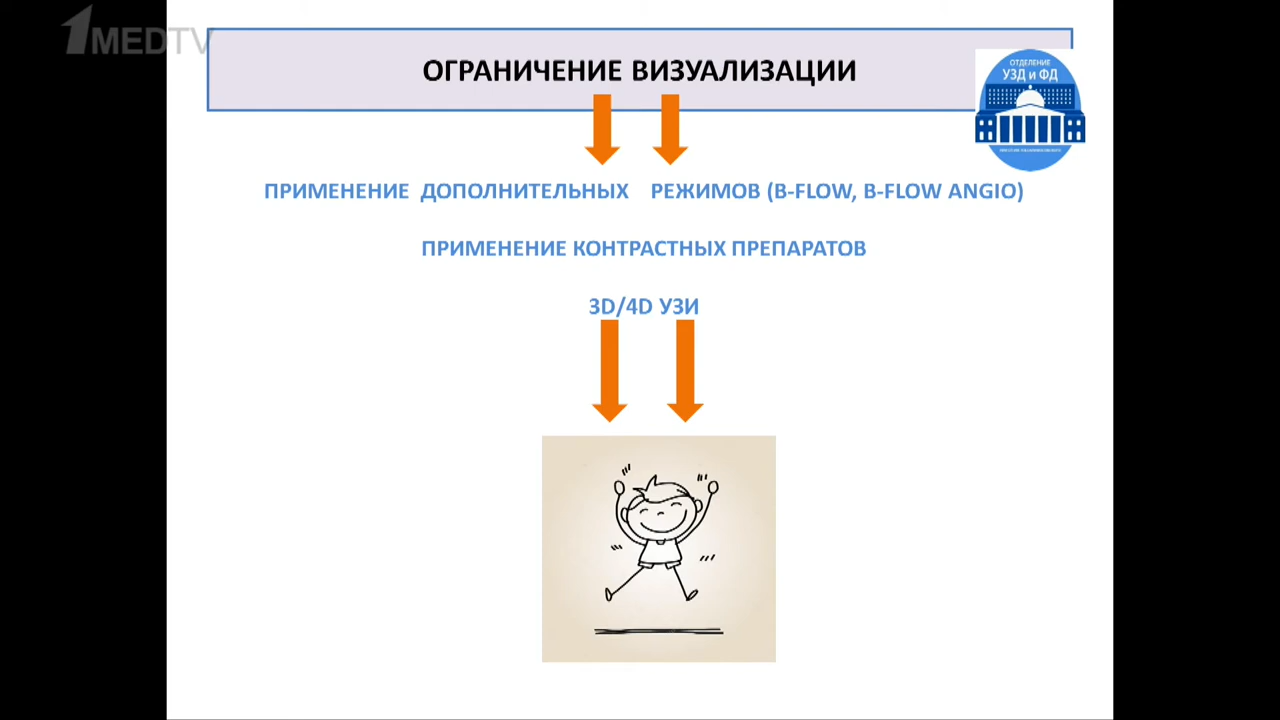 1MEDTV
ОГРАНИЧЕНИЕ ВИЗУАЛИЗАЦИИ
ОТДЕЛЕНИЕ
УЗД и ФД
ПРИМЕНЕНИЕ ДОПОЛНИТЕЛЬНЫХ РЕЖИМОВ (B-FLOW, B-FLOW ANGIO)
ПРИМЕНЕНИЕ КОНТРАСТНЫХ ПРЕПАРАТОВ
3D/4D УЗИ